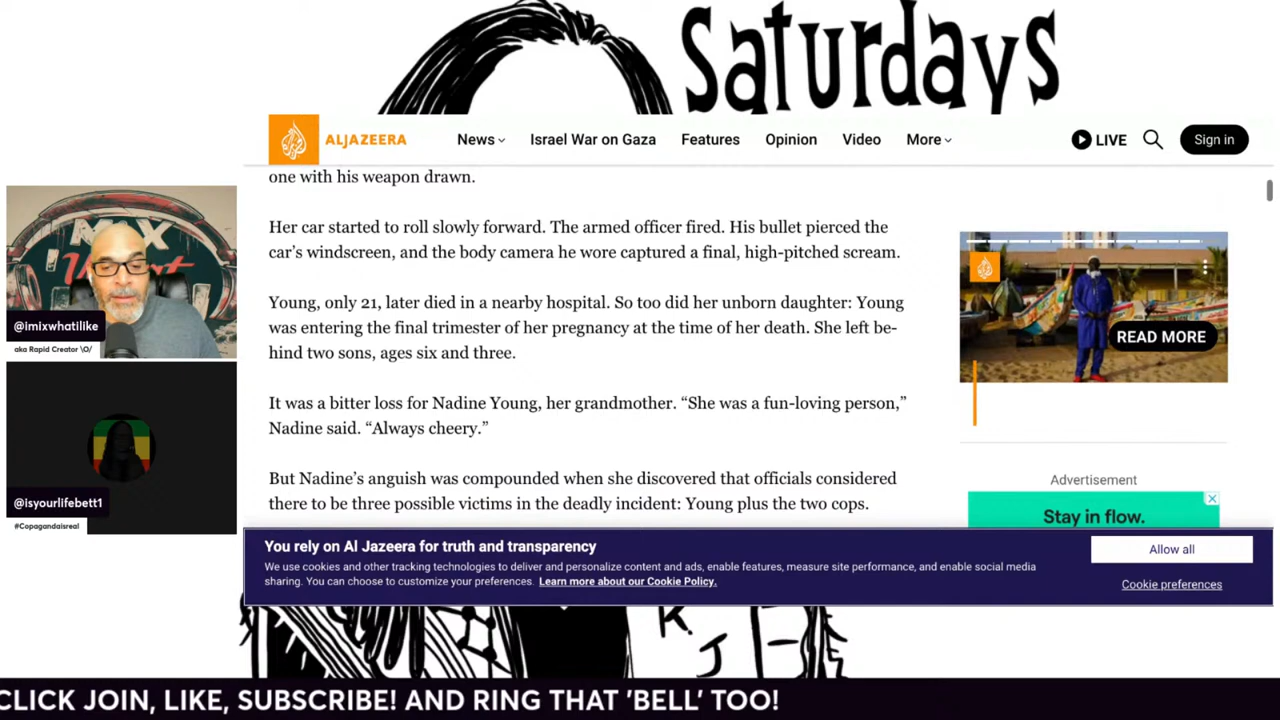 Saturdays
ALJAZEERA
News
Israel War on Gaza
Features
Opinion
Video
More
LIVE
Sign in
one with his weapon drawn.
Her car started to roll slowly forward. The armed officer fired. His bullet pierced the
car’s windscreen, and the body camera he wore captured a final, high-pitched scream.
Young, only 21, later died in a nearby hospital. So too did her unborn daughter: Young
was entering the final trimester of her pregnancy at the time of her death. She left be-
hind two sons, ages six and three.
It was a bitter loss for Nadine Young, her grandmother. “She was a fun-loving person,”
Nadine said. “Always cheery.”
But Nadine’s anguish was compounded when she discovered that officials considered
there to be three possible victims in the deadly incident: Young plus the two cops.
READ MORE
Advertisement
Stay in flow.
@imixwhatilike
aka Rapid Creator \O/
@isyourlifebett1
#Copagandaisreal
You rely on Al Jazeera for truth and transparency
We use cookies and other tracking technologies to deliver and personalize content and ads, enable features, measure site performance, and enable social media
sharing. You can choose to customize your preferences. Learn more about our Cookie Policy.
Allow all
Cookie preferences
R.
J
CLICK JOIN, LIKE, SUBSCRIBE! AND RING THAT 'BELL' TOO!